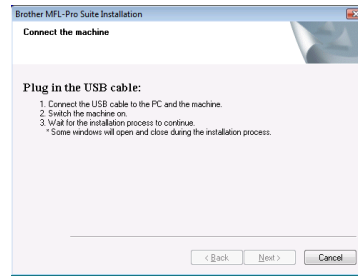 Brother MFL-Pro Suite Installation
Connect the machine
Plug in the USB cable:
1. Connect the USB cable to the PC and the machine.
2. Switch the machine on.
3. Wait for the installation process to continue.
* Some windows will open and close during the installation process.
< Back Next > Cancel